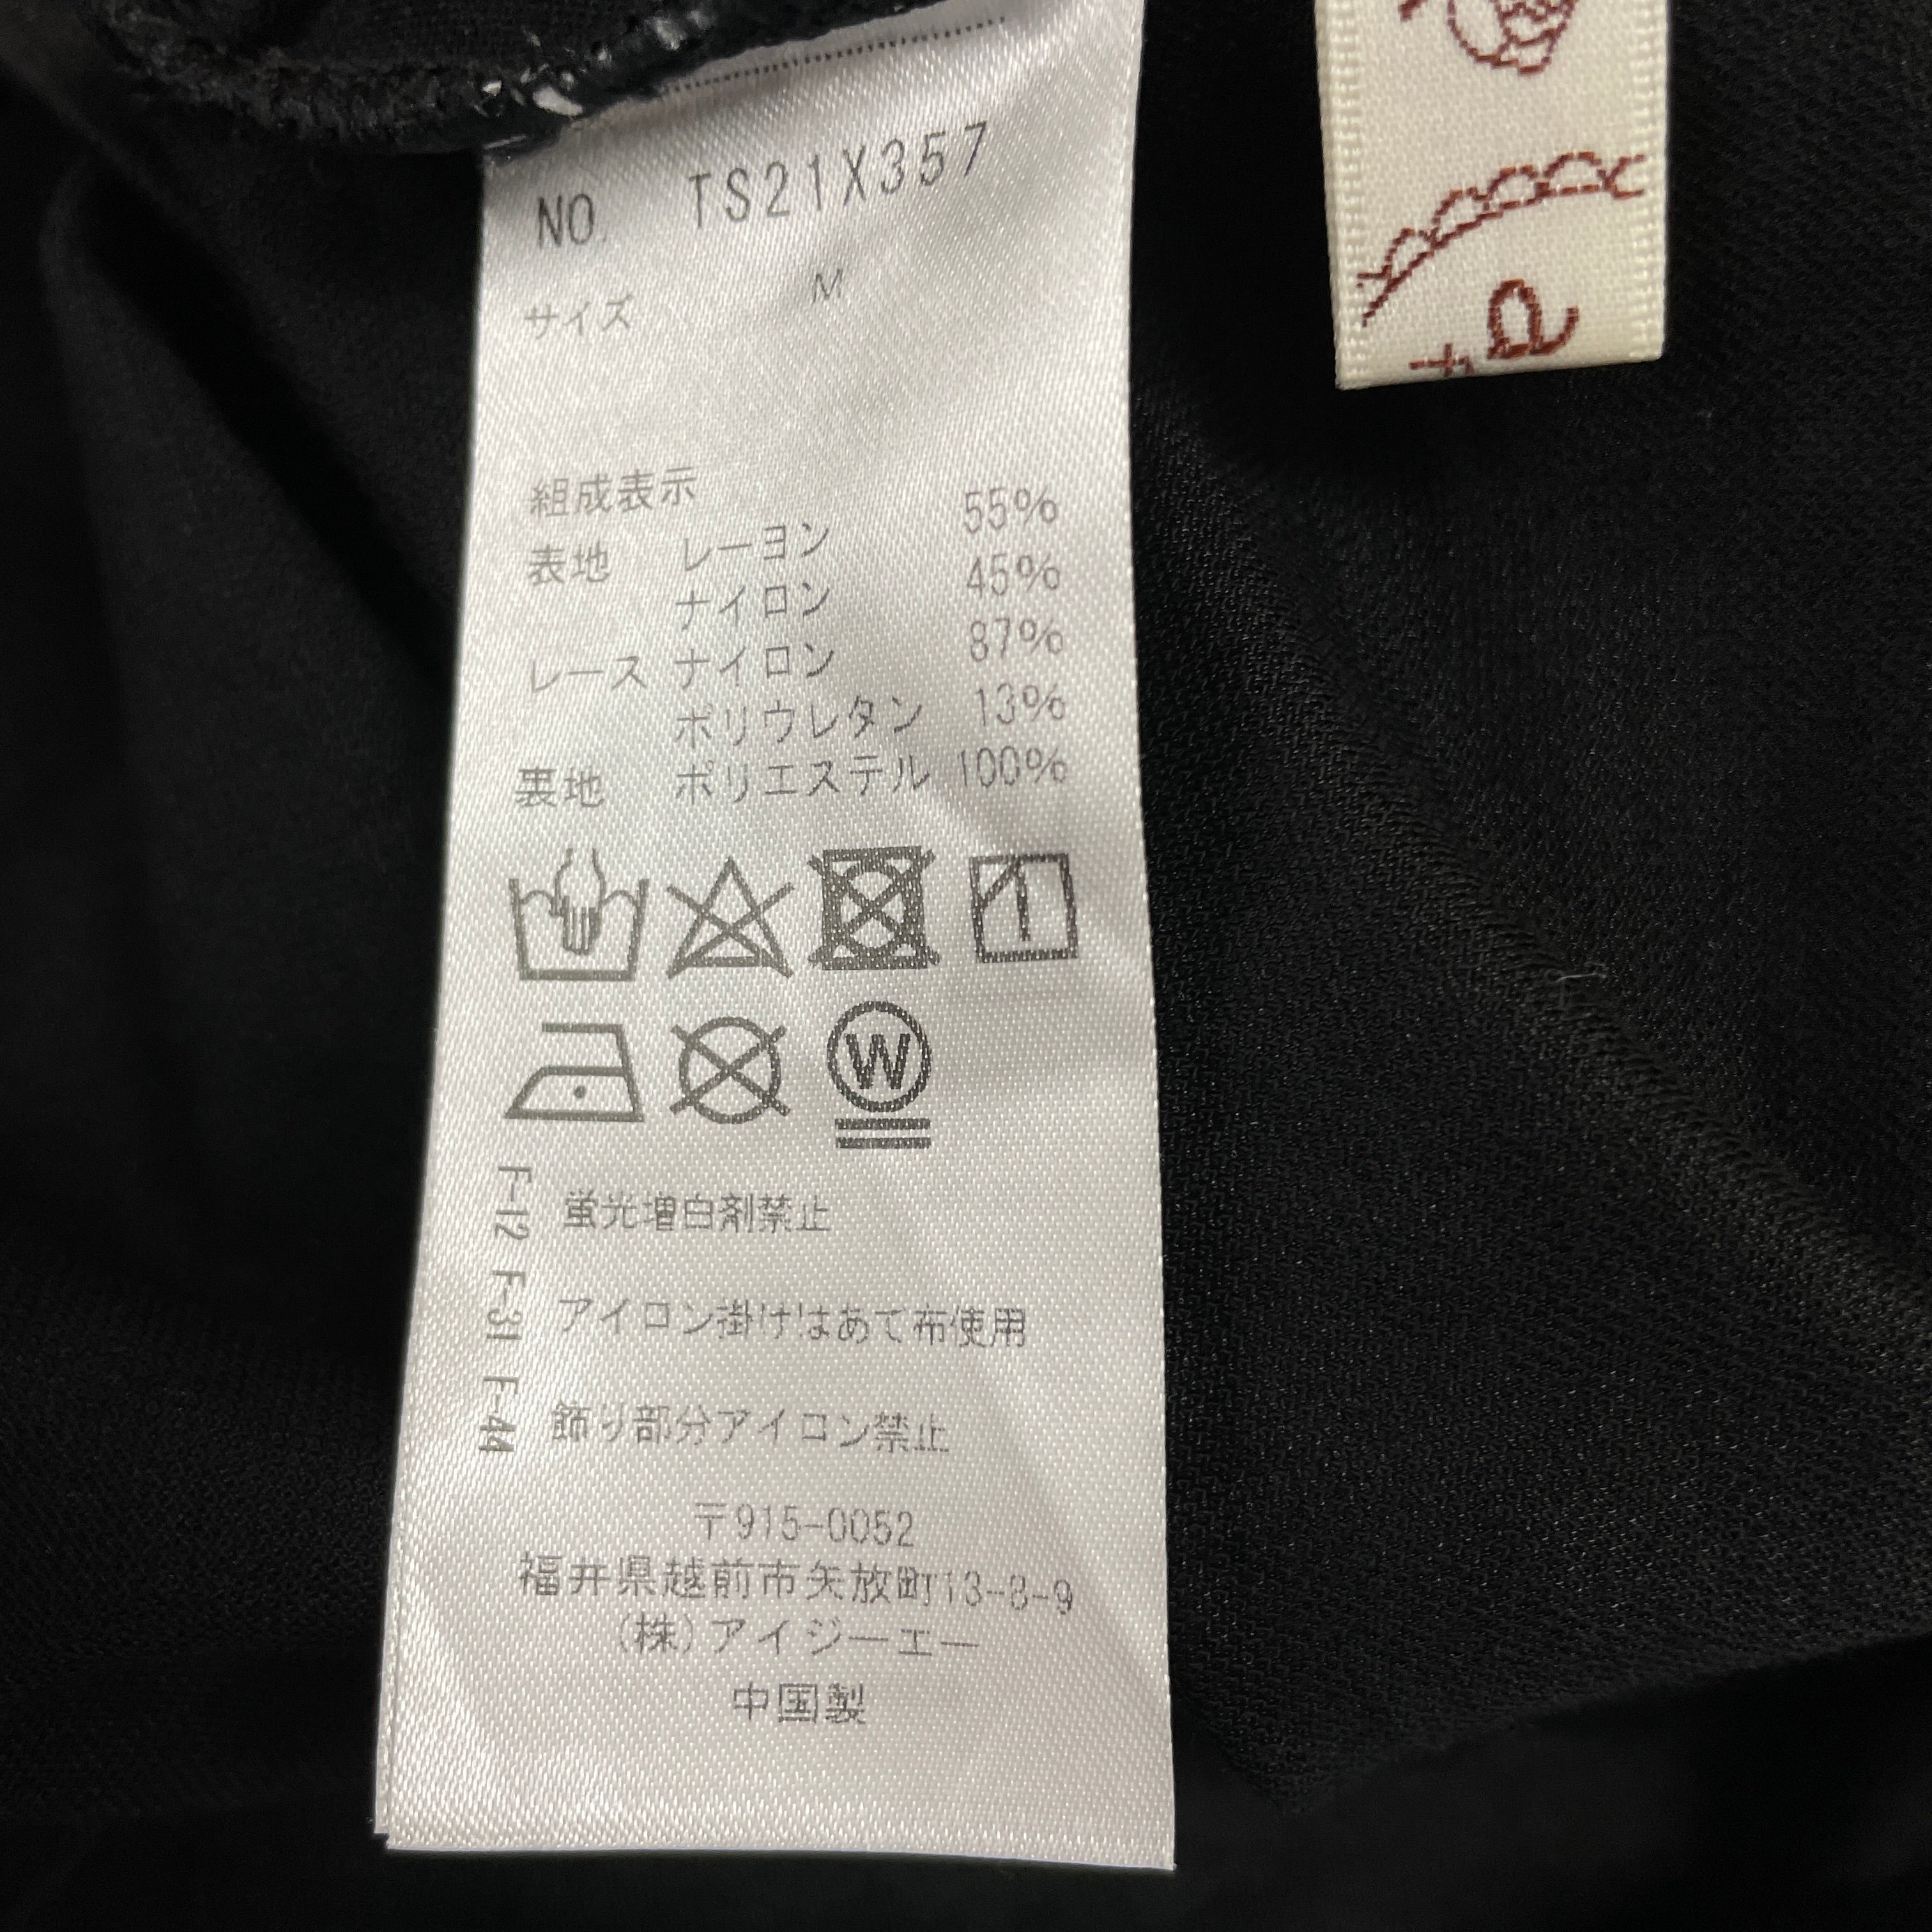 NO. TS21X357
サイズ M
組成表示
表地 レーヨン 55%
ナイロン 45%
レース ナイロン 87%
ポリウレタン 13%
裏地 ポリエステル 100%
W
F-12 F-31 F-44
蛍光増白剤禁止
アイロン掛けはあて布使用
飾り部分アイロン禁止
〒915-0052
福井県越前市矢放町13-8-9
(株)アイジーエー
中国製